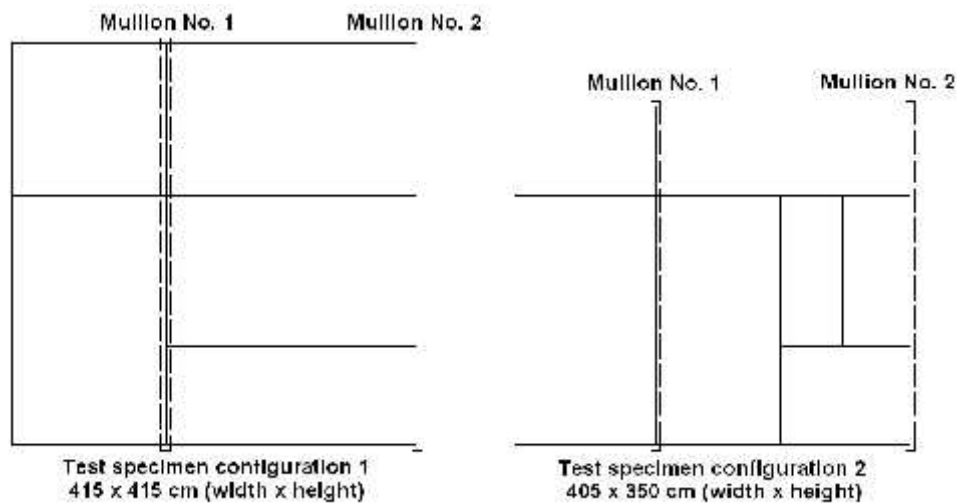 Mullion No. 1
Mullion No. 2
Test specimen configuration 1
415 x 415 cm (width x height)
Mullion No. 1
Mullion No. 2
Test specimen configuration 2
405 x 350 cm (width x height)